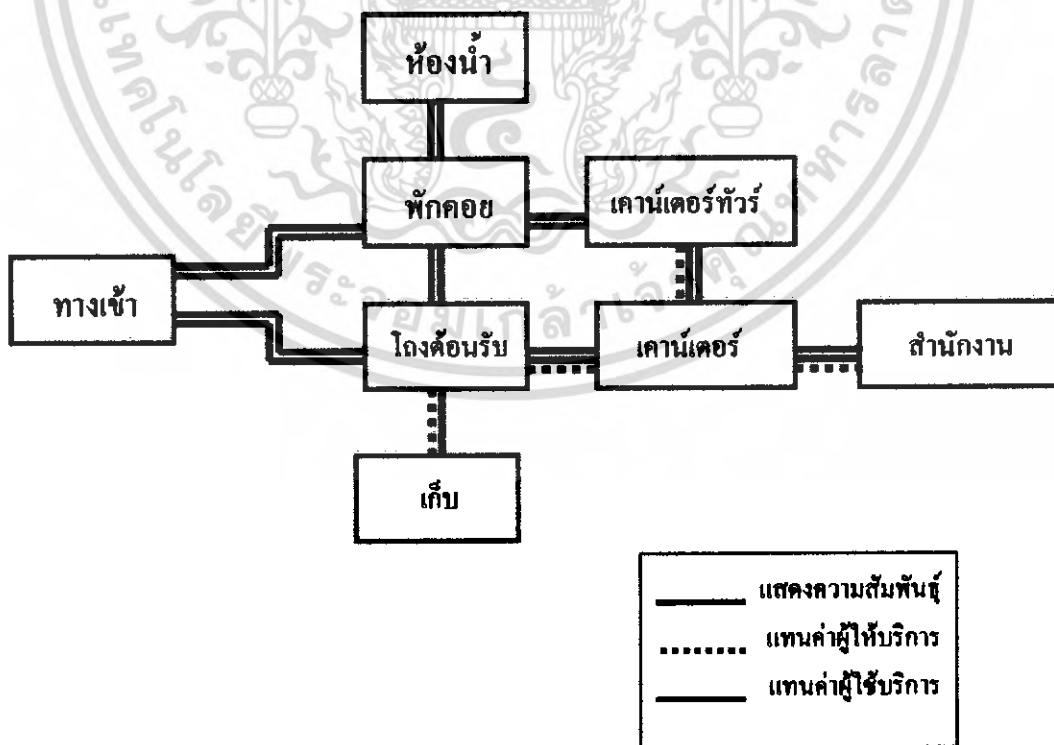 ห้องน้ำ
พักคอย
เคาน์เตอร์ทัวร์
ทางเข้า
โถงต้อนรับ
เคาน์เตอร์
สำนักงาน
เก็บ
แสดงความสัมพันธ์
แทนค่าผู้ให้บริการ
แทนค่าผู้ใช้บริการ